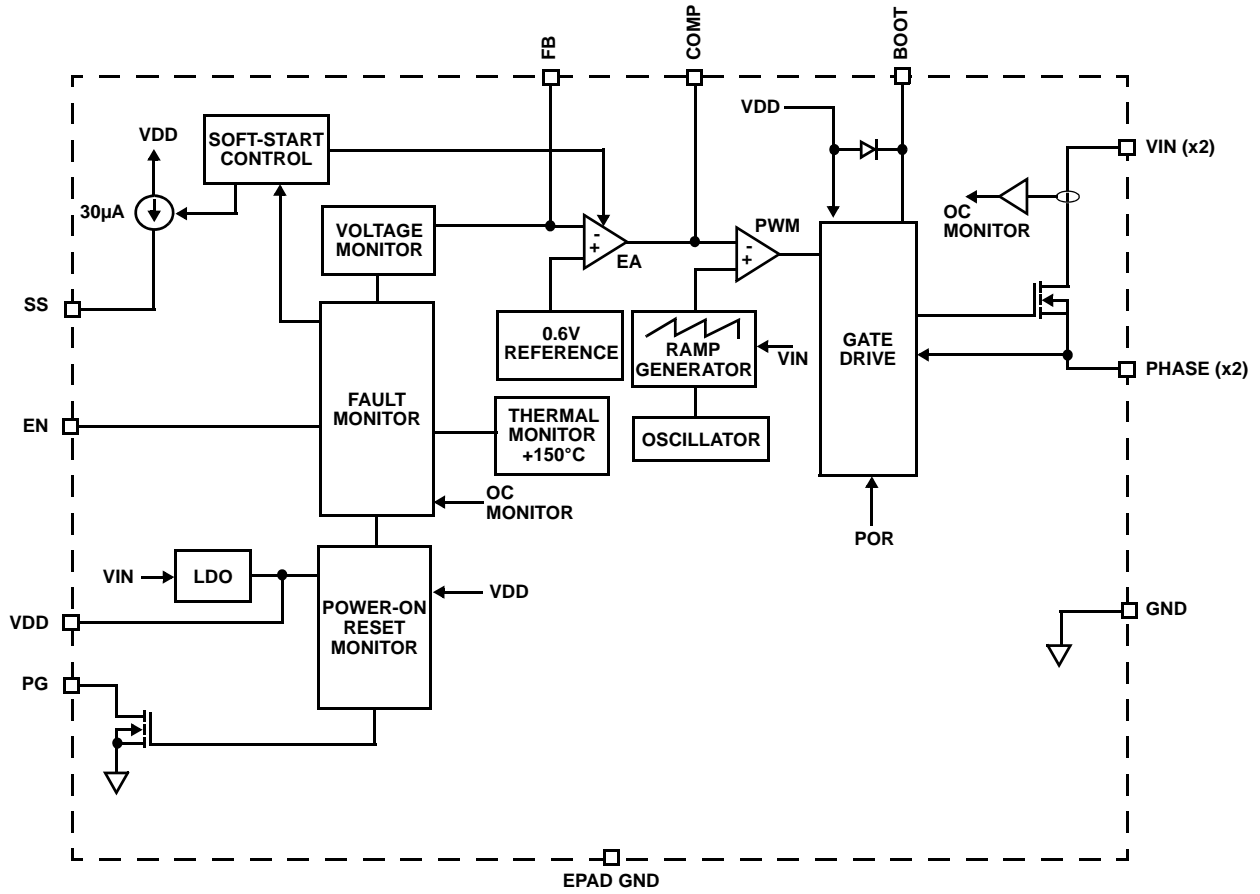 FB
COMP
BOOT
VDD
SOFT-START
CONTROL
30µA
VDD
VIN (x2)
OC
MONITOR
VOLTAGE
MONITOR
-
+
EA
PWM
-
+
SS
0.6V
REFERENCE
RAMP
GENERATOR
VIN
GATE
DRIVE
PHASE (x2)
EN
FAULT
MONITOR
THERMAL
MONITOR
+150°C
OSCILLATOR
OC
MONITOR
POR
VIN
LDO
VDD
POWER-ON
RESET
MONITOR
VDD
GND
PG
EPAD GND